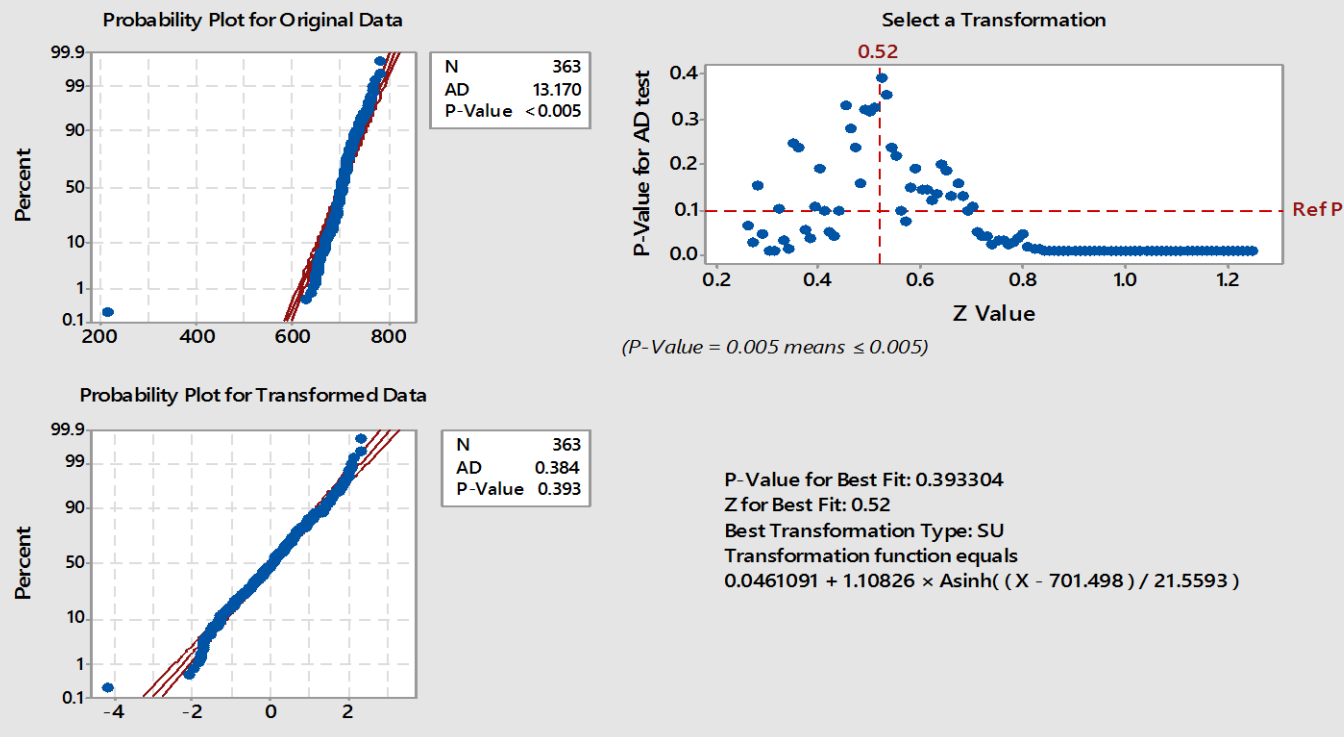 Probability Plot for Original Data
99.9
99
90
50
10
1
0.1
Percent
200 400 600 800
N 363
AD 13.170
P-Value <0.005
Select a Transformation
0.52
0.4
0.3
0.2
0.1
0.0
P-Value for AD test
Ref P
0.2 0.4 0.6 0.8 1.0 1.2
Z Value
(P-Value = 0.005 means ≤ 0.005)
Probability Plot for Transformed Data
99.9
99
90
50
10
1
0.1
Percent
-4 -2 0 2
N 363
AD 0.384
P-Value 0.393
P-Value for Best Fit: 0.393304
Z for Best Fit: 0.52
Best Transformation Type: SU
Transformation function equals
0.0461091 + 1.10826 × Asinh( ( X - 701.498 ) / 21.5593 )